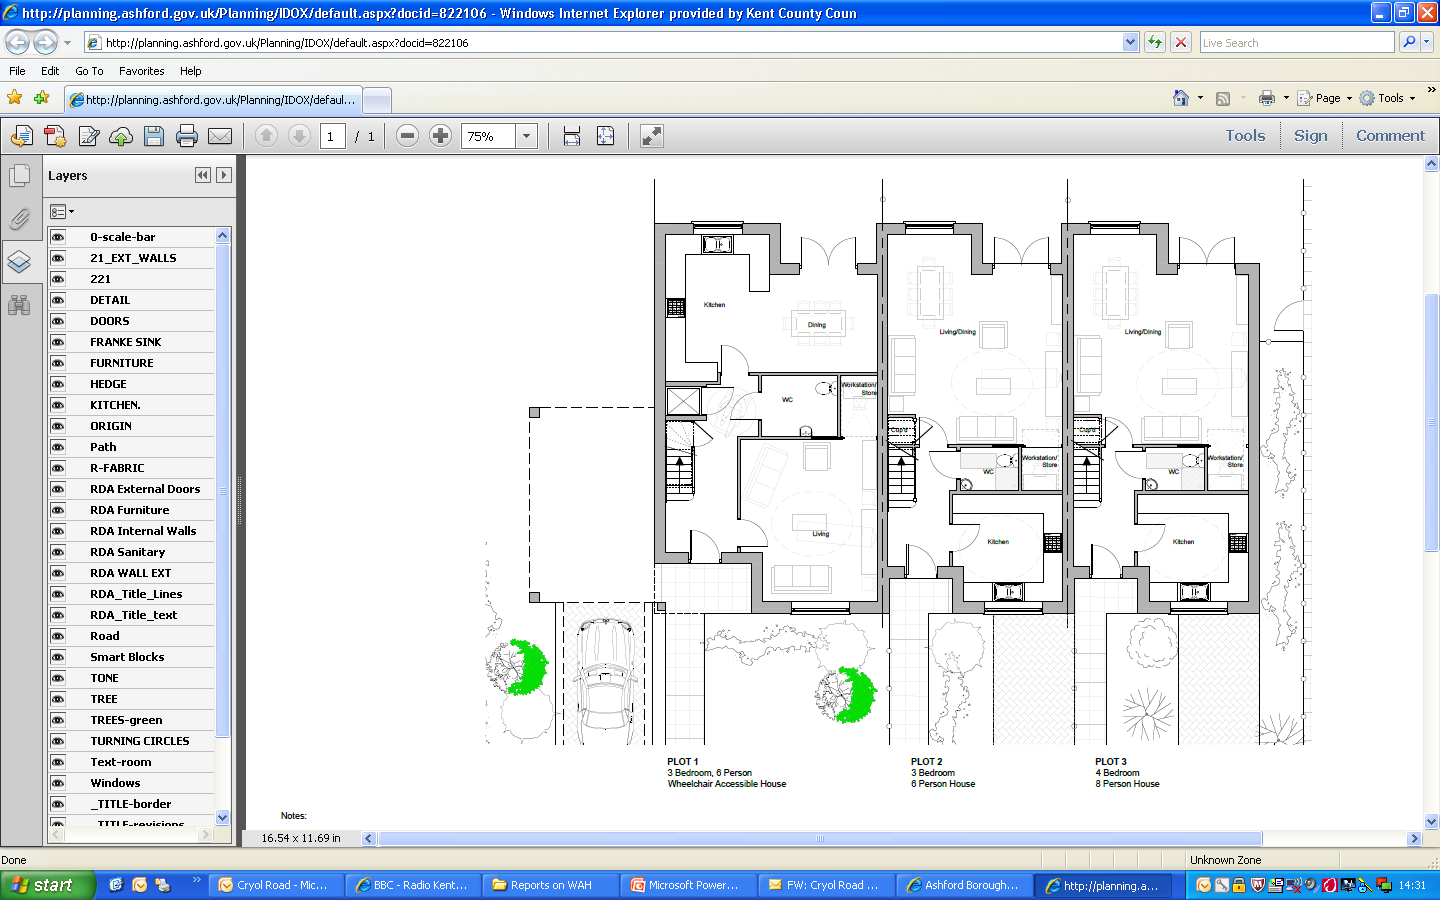 http://planning.ashford.gov.uk/Planning/IDOX/default.aspx?docid=822106 - Windows Internet Explorer provided by Kent County Coun
http://planning.ashford.gov.uk/Planning/IDOX/default.aspx?docid=822106
Live Search
File Edit Go To Favorites Help
http://planning.ashford.gov.uk/Planning/IDOX/defaul...
Page Tools
1 / 1 75% Tools Sign Comment
Layers
0-scale-bar
21_EXT_WALLS
221
DETAIL
DOORS
FRANKE SINK
FURNITURE
HEDGE
KITCHEN.
ORIGIN
Path
R-FABRIC
RDA External Doors
RDA Furniture
RDA Internal Walls
RDA Sanitary
RDA WALL EXT
RDA_Title_Lines
RDA_Title_text
Road
Smart Blocks
TONE
TREE
TREES-green
TURNING CIRCLES
Text-room
Windows
_TITLE-border
_TITLE-revisions
Kitchen
Dining
WC
Workstation/
Store
Living
Living/Dining
Cup'd
WC
Workstation/
Store
Kitchen
Living/Dining
Cup'd
WC
Workstation/
Store
Kitchen
PLOT 1
3 Bedroom, 6 Person
Wheelchair Accessible House
PLOT 2
3 Bedroom
6 Person House
PLOT 3
4 Bedroom
8 Person House
Notes:
16.54 x 11.69 in
Done
Unknown Zone
start
Cryol Road - Mic...
BBC - Radio Kent...
Reports on WAH
Microsoft Power...
FW: Cryol Road ...
Ashford Borough...
http://planning.a...
14:31